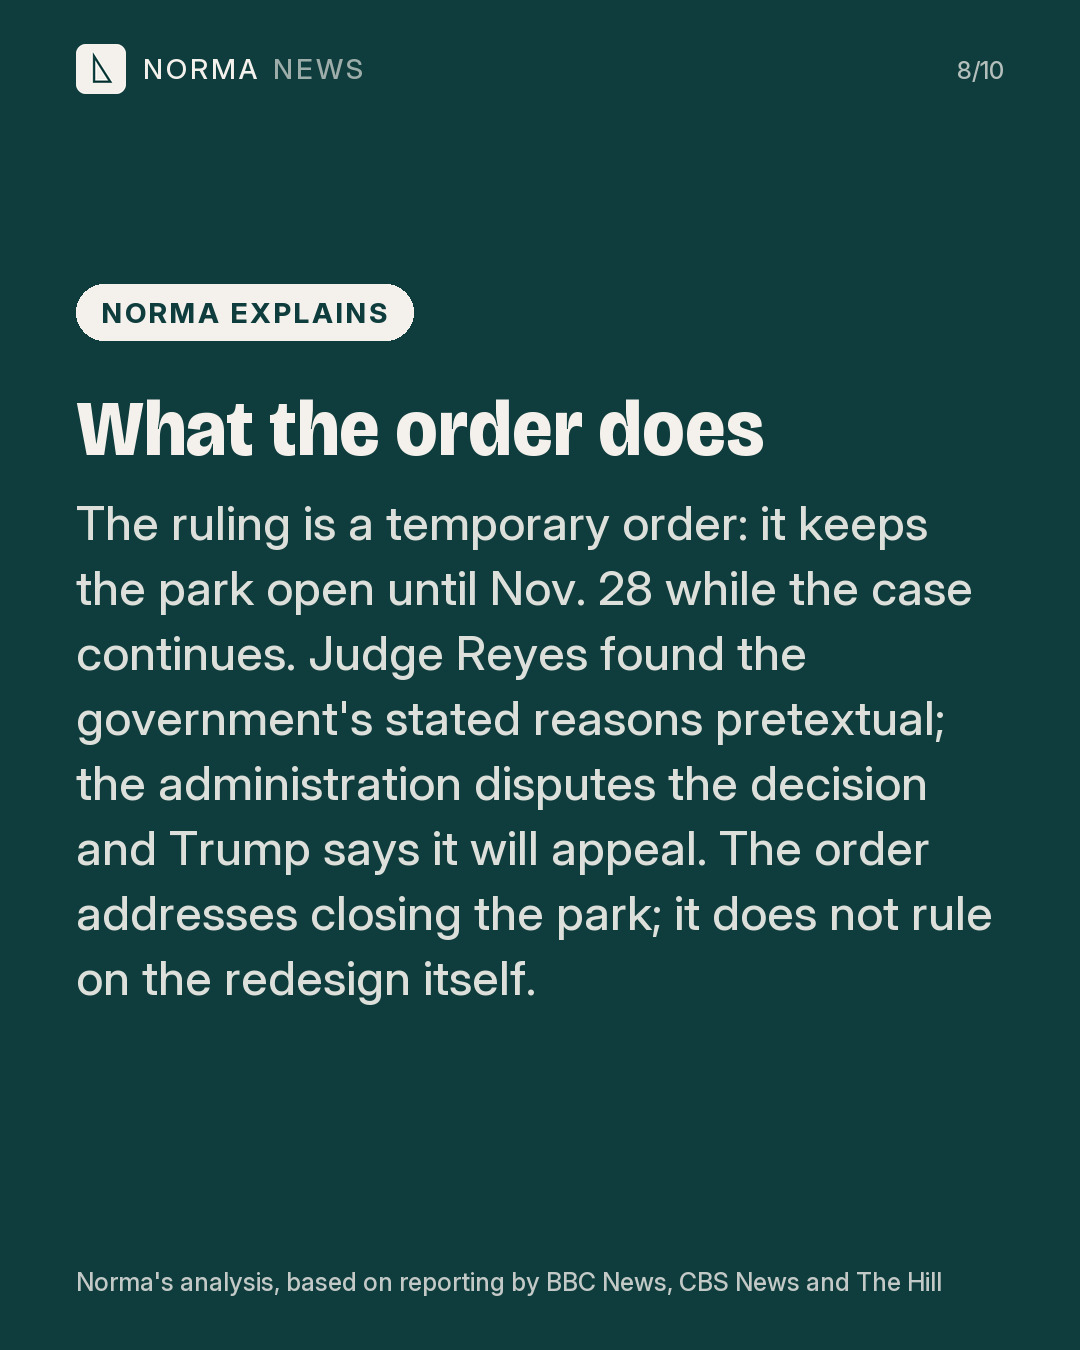 NORMA NEWS
8/10
NORMA EXPLAINS
What the order does
The ruling is a temporary order: it keeps
the park open until Nov. 28 while the case
continues. Judge Reyes found the
government's stated reasons pretextual;
the administration disputes the decision
and Trump says it will appeal. The order
addresses closing the park; it does not rule
on the redesign itself.
Norma's analysis, based on reporting by BBC News, CBS News and The Hill